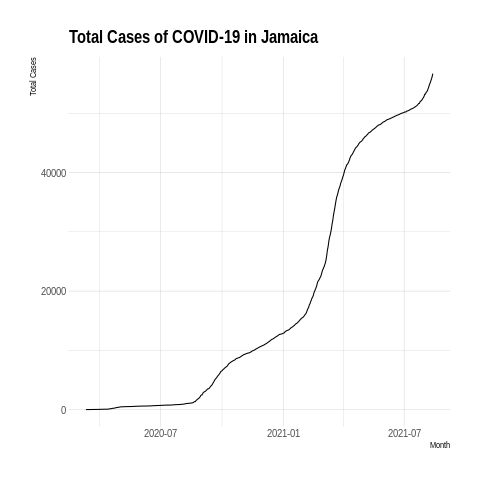 Total Cases of COVID-19 in Jamaica
Total Cases
40000
20000
0
2020-07 2021-01 2021-07
Month